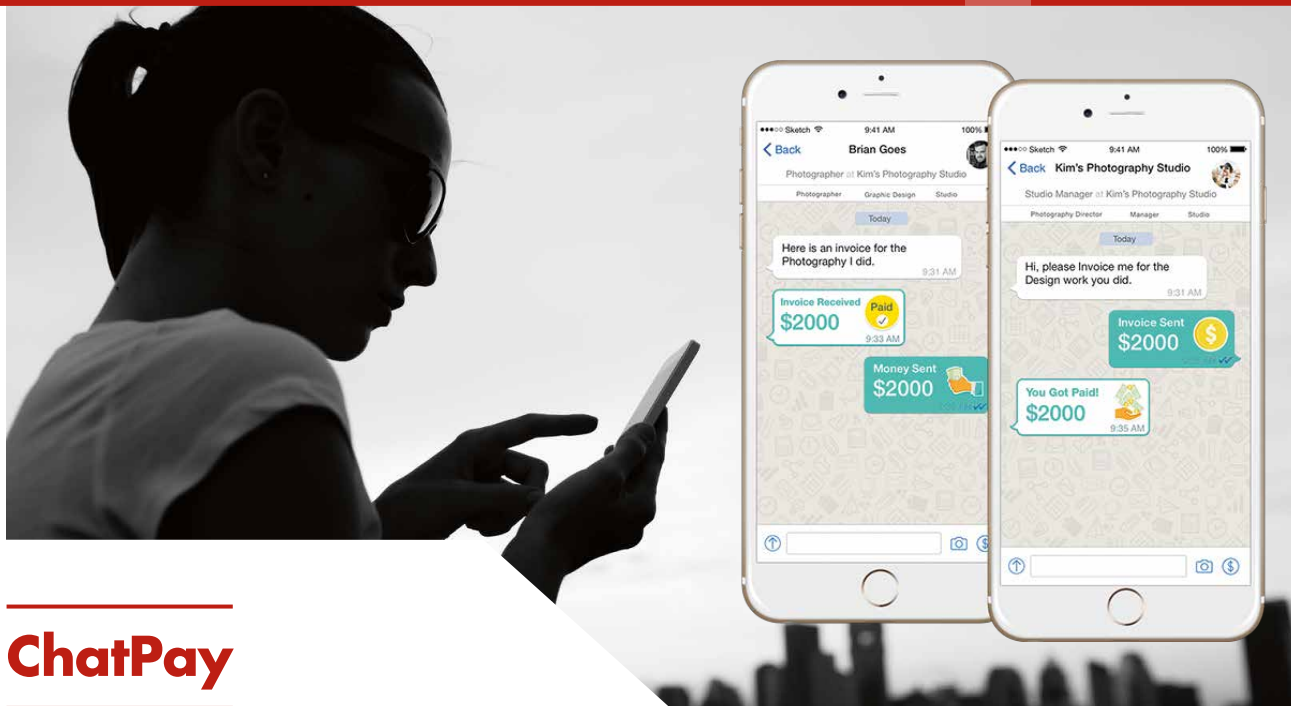 Sketch
9:41 AM
100%
Back
Brian Goes
Photographer at Kim's Photography Studio
Photographer
Graphic Design
Studio
Today
Here is an invoice for the
Photography I did.
9:31 AM
Invoice Received
$2000
Paid
9:33 AM
Money Sent
$2000
Sketch
9:41 AM
100%
Back
Kim's Photography Studio
Studio Manager at Kim's Photography Studio
Photography Director
Manager
Studio
Today
Hi, please Invoice me for the
Design work you did.
9:31 AM
Invoice Sent
$2000
$
You Got Paid!
$2000
9:35 AM
$
ChatPay